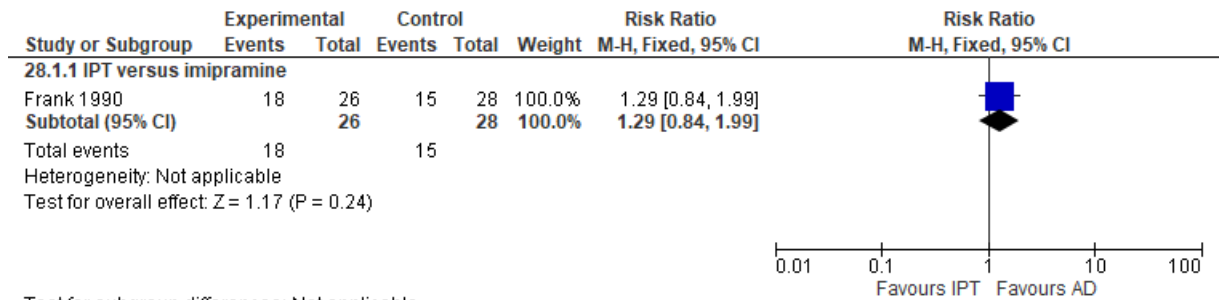 Experimental Control Risk Ratio Risk Ratio
Study or Subgroup Events Total Events Total Weight M-H, Fixed, 95% CI M-H, Fixed, 95% CI
28.1.1 IPT versus imipramine
Frank 1990 18 26 15 28 100.0% 1.29 [0.84, 1.99]
Subtotal (95% CI) 26 28 100.0% 1.29 [0.84, 1.99]
Total events 18 15
Heterogeneity: Not applicable
Test for overall effect: Z = 1.17 (P = 0.24)
0.01 0.1 1 10 100
Favours IPT Favours AD
Test for subgroup differences: Not applicable